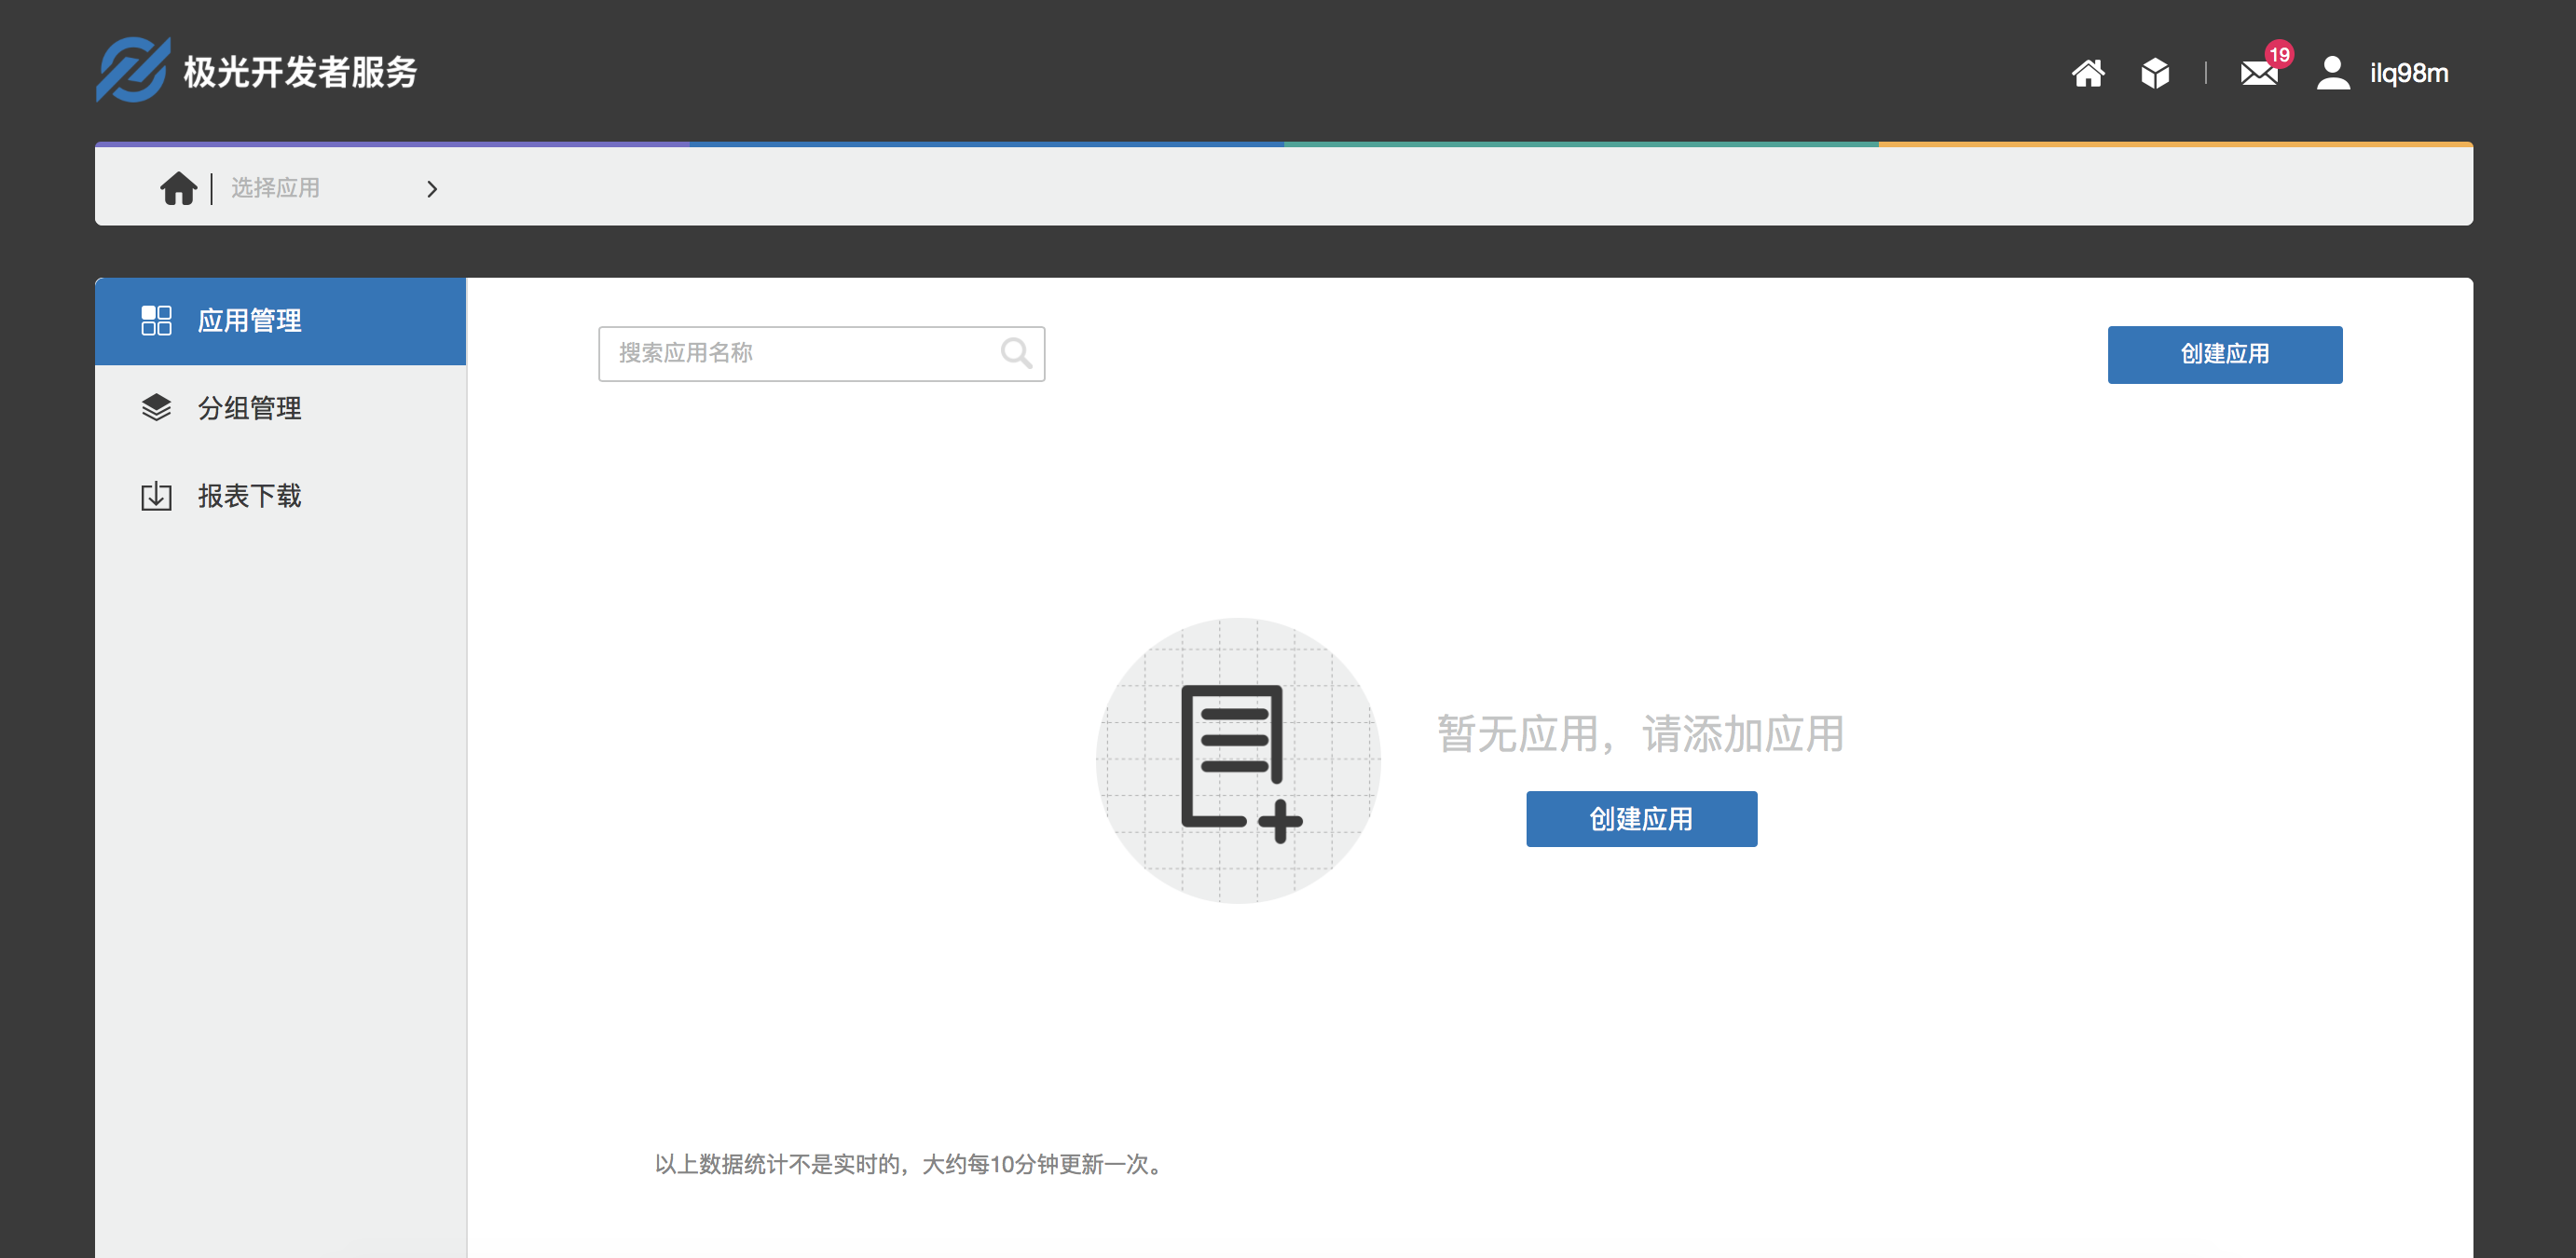 极光开发者服务
19
ilq98m
选择应用
应用管理
分组管理
报表下载
搜索应用名称
创建应用
暂无应用，请添加应用
创建应用
以上数据统计不是实时的，大约每10分钟更新一次。